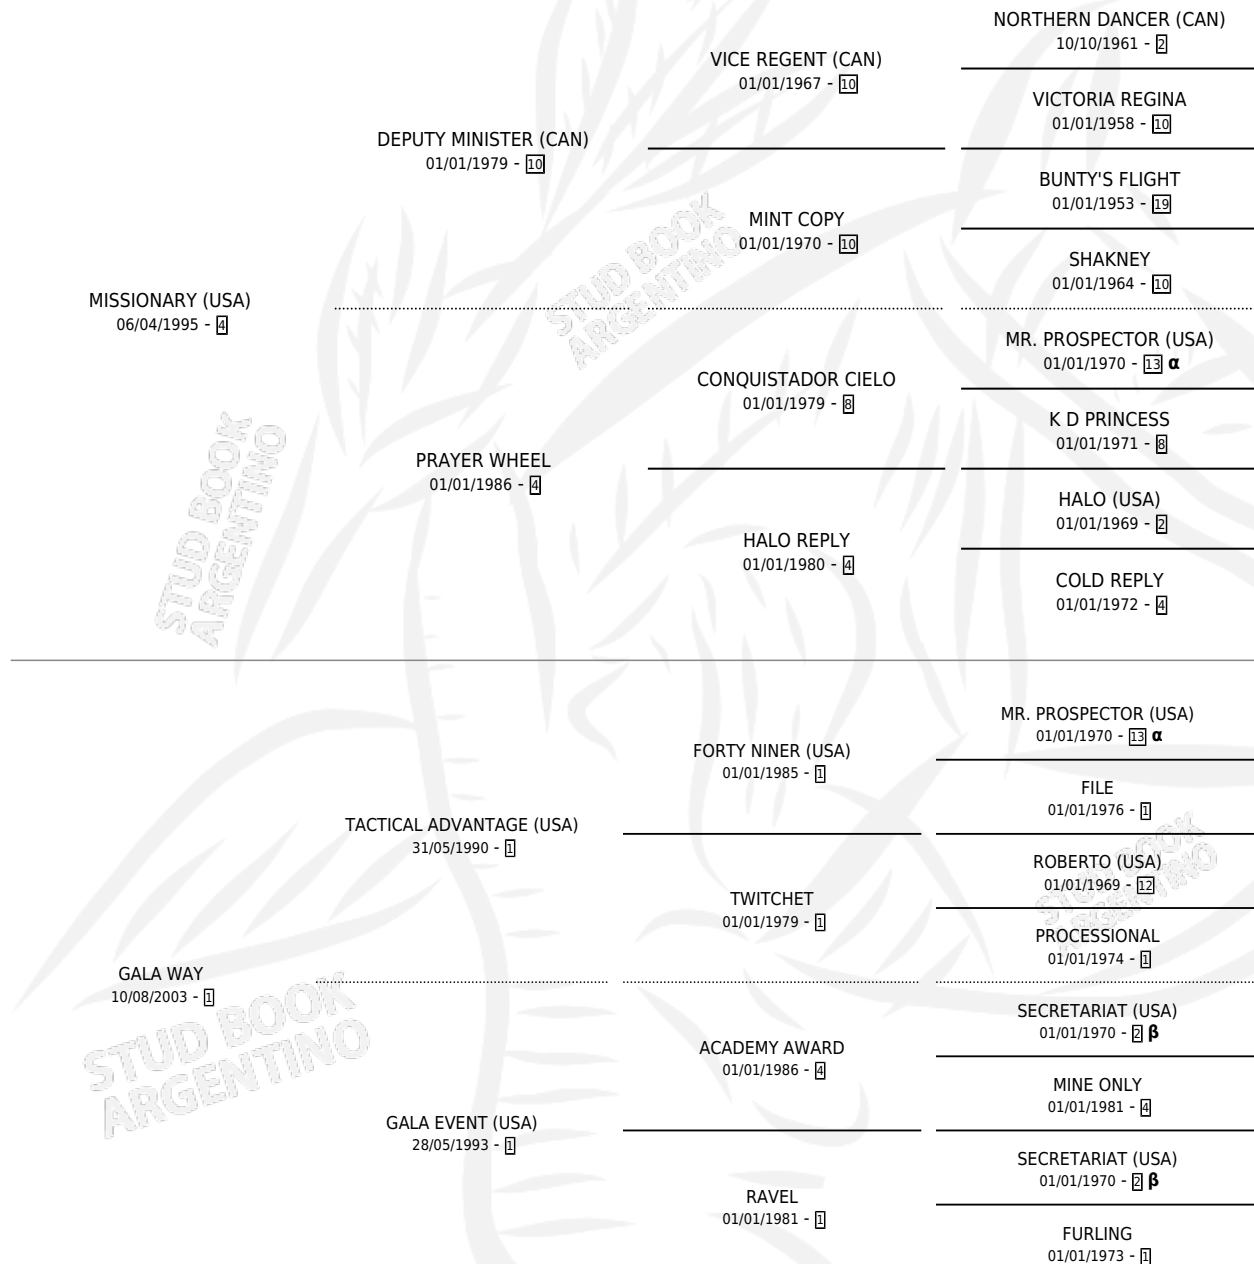 NORTHERN DANCER (CAN)
10/10/1961 - 2
VICE REGENT (CAN)
01/01/1967 - 10
VICTORIA REGINA
01/01/1958 - 10
DEPUTY MINISTER (CAN)
01/01/1979 - 10
BUNTY'S FLIGHT
01/01/1953 - 19
MINT COPY
01/01/1970 - 10
SHAKNEY
01/01/1964 - 10
MISSIONARY (USA)
06/04/1995 - 4
STUD BOOK
ARGENTINO
MR. PROSPECTOR (USA)
01/01/1970 - 13 α
CONQUISTADOR CIELO
01/01/1979 - 8
K D PRINCESS
01/01/1971 - 8
PRAYER WHEEL
01/01/1986 - 4
HALO (USA)
01/01/1969 - 2
HALO REPLY
01/01/1980 - 4
COLD REPLY
01/01/1972 - 4
STUD BOOK
ARGENTINO
MR. PROSPECTOR (USA)
01/01/1970 - 13 α
FORTY NINER (USA)
01/01/1985 - 1
FILE
01/01/1976 - 1
TACTICAL ADVANTAGE (USA)
31/05/1990 - 1
ROBERTO (USA)
01/01/1969 - 12
TWITCHET
01/01/1979 - 1
PROCESSIONAL
01/01/1974 - 1
STUD BOOK
ARGENTINO
GALA WAY
10/08/2003 - 1
SECRETARIAT (USA)
01/01/1970 - 2 β
ACADEMY AWARD
01/01/1986 - 4
MINE ONLY
01/01/1981 - 4
STUD BOOK
ARGENTINO
GALA EVENT (USA)
28/05/1993 - 1
SECRETARIAT (USA)
01/01/1970 - 2 β
RAVEL
01/01/1981 - 1
FURLING
01/01/1973 - 1